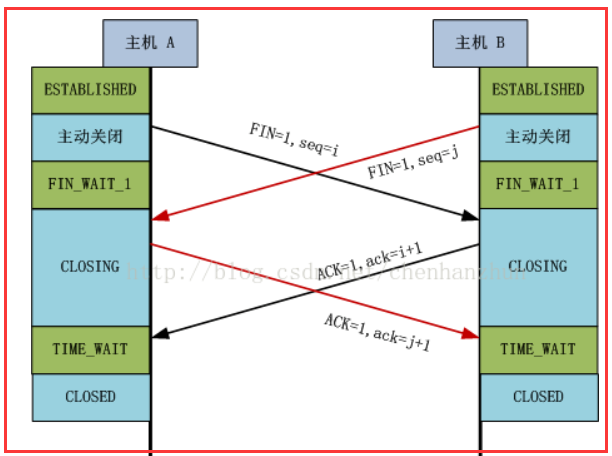 主机 A
主机 B
ESTABLISHED
ESTABLISHED
主动关闭
主动关闭
FIN=1,seq=i
FIN=1,seq=j
FIN_WAIT_1
FIN_WAIT_1
CLOSING
CLOSING
http://blog.csdn.net/chenhanzhun
ACK=1,ack=i+1
ACK=1,ack=j+1
TIME_WAIT
TIME_WAIT
CLOSED
CLOSED